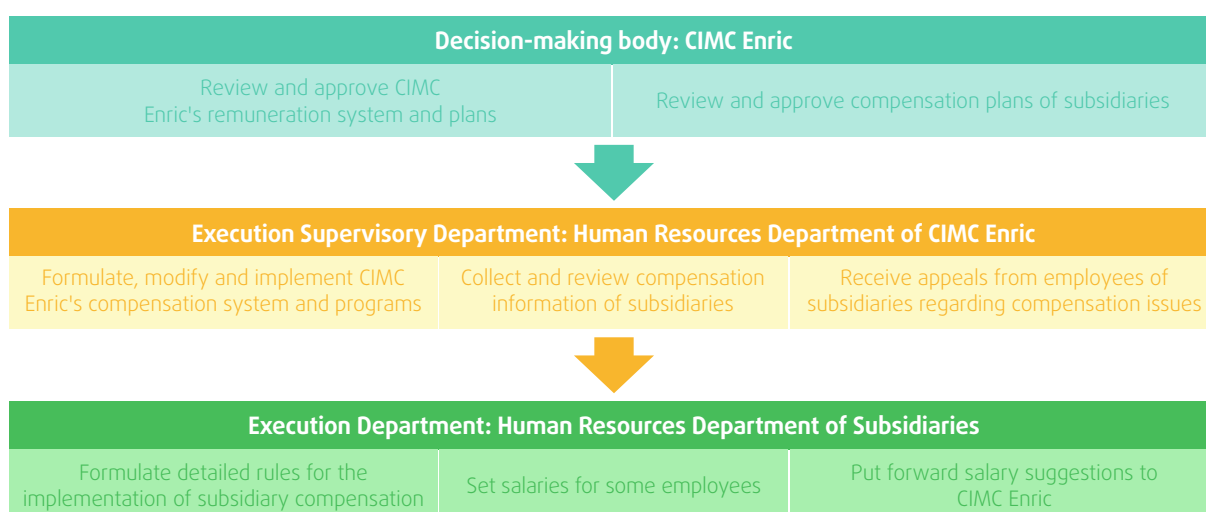 Decision-making body: CIMC Enric
Review and approve CIMC
Enric's remuneration system and plans
Review and approve compensation plans of subsidiaries
Execution Supervisory Department: Human Resources Department of CIMC Enric
Formulate, modify and implement CIMC
Enric's compensation system and programs
Collect and review compensation
information of subsidiaries
Receive appeals from employees of
subsidiaries regarding compensation issues
Execution Department: Human Resources Department of Subsidiaries
Formulate detailed rules for the
implementation of subsidiary compensation
Set salaries for some employees
Put forward salary suggestions to
CIMC Enric